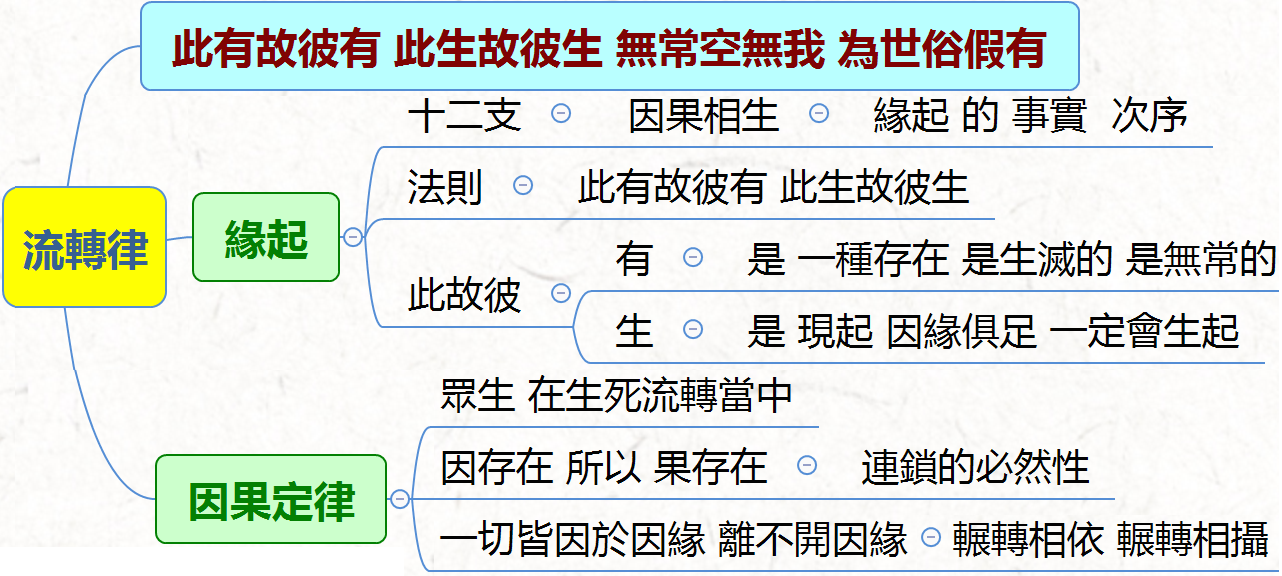 此有故彼有 此生故彼生 無常空無我 為世俗假有
流轉律
緣起
十二支 因果相生 緣起 的 事實 次序
法則 此有故彼有 此生故彼生
此故彼
有 是 一種存在 是生滅的 是無常的
生 是 現起 因緣俱足 一定會生起
因果定律
眾生 在生死流轉當中
因存在 所以 果存在 連鎖的必然性
一切皆因於因緣 離不開因緣 輾轉相依 輾轉相攝